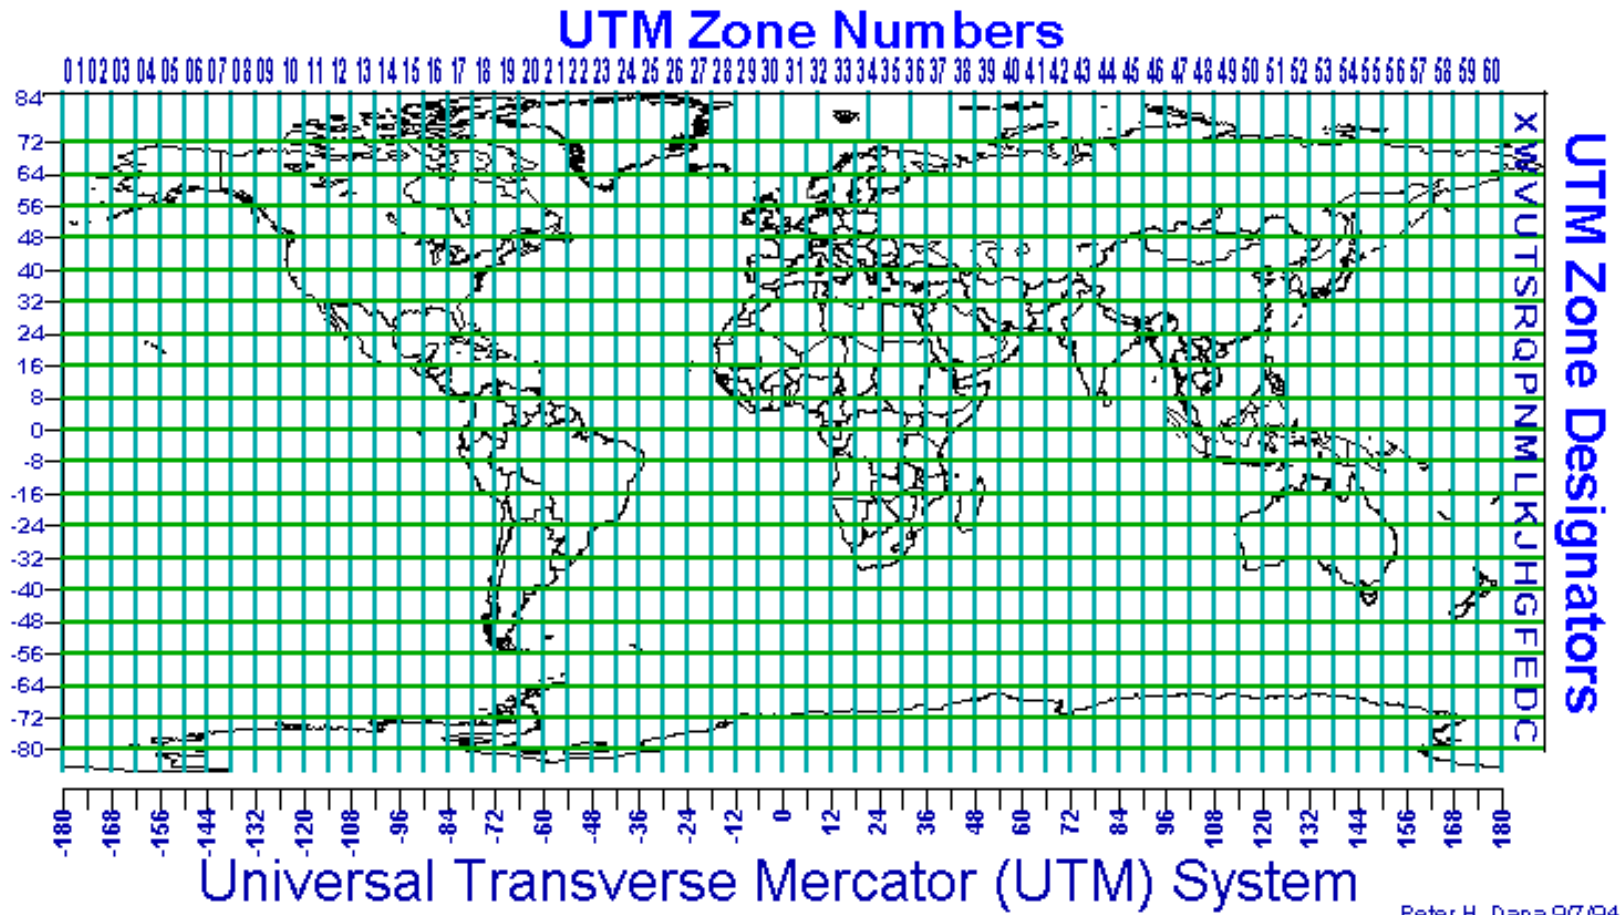 UTM Zone Numbers
01 02 03 04 05 06 07 08 09 10 11 12 13 14 15 16 17 18 19 20 21 22 23 24 25 26 27 28 29 30 31 32 33 34 35 36 37 38 39 40 41 42 43 44 45 46 47 48 49 50 51 52 53 54 55 56 57 58 59 60
84
72
64
56
48
40
32
24
16
8
0
-8
-16
-24
-32
-40
-48
-56
-64
-72
-80
X
W
V
U
T
S
R
Q
P
N
M
L
K
J
H
G
F
E
D
C
UTM Zone Designators
-180 -168 -156 -144 -132 -120 -108 -96 -84 -72 -60 -48 -36 -24 -12 0 12 24 36 48 60 72 84 96 108 120 132 144 156 168 180
Universal Transverse Mercator (UTM) System
Peter H. Dana 9/7/94